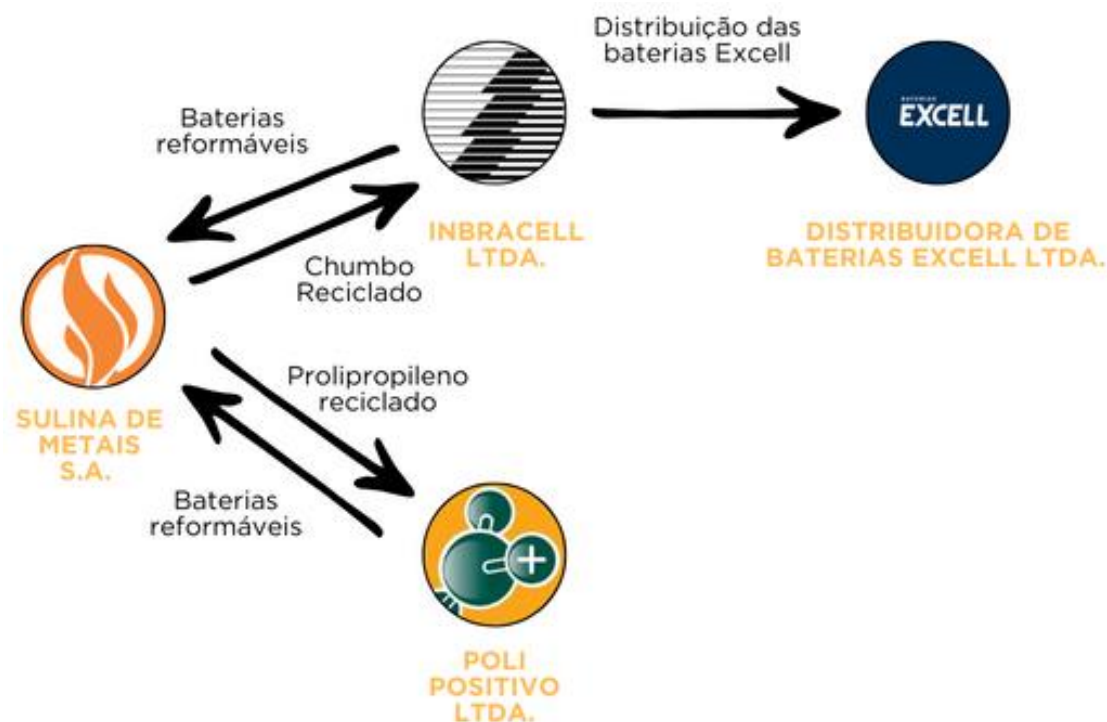 Distribuição das
baterias Excell
Baterias
reformáveis
BATERIAS
EXCELL
INBRACELL
LTDA.
DISTRIBUIDORA DE
BATERIAS EXCELL LTDA.
Chumbo
Reciclado
Prolipropileno
reciclado
SULINA DE
METAIS
S.A.
Baterias
reformáveis
+
POLI
POSITIVO
LTDA.